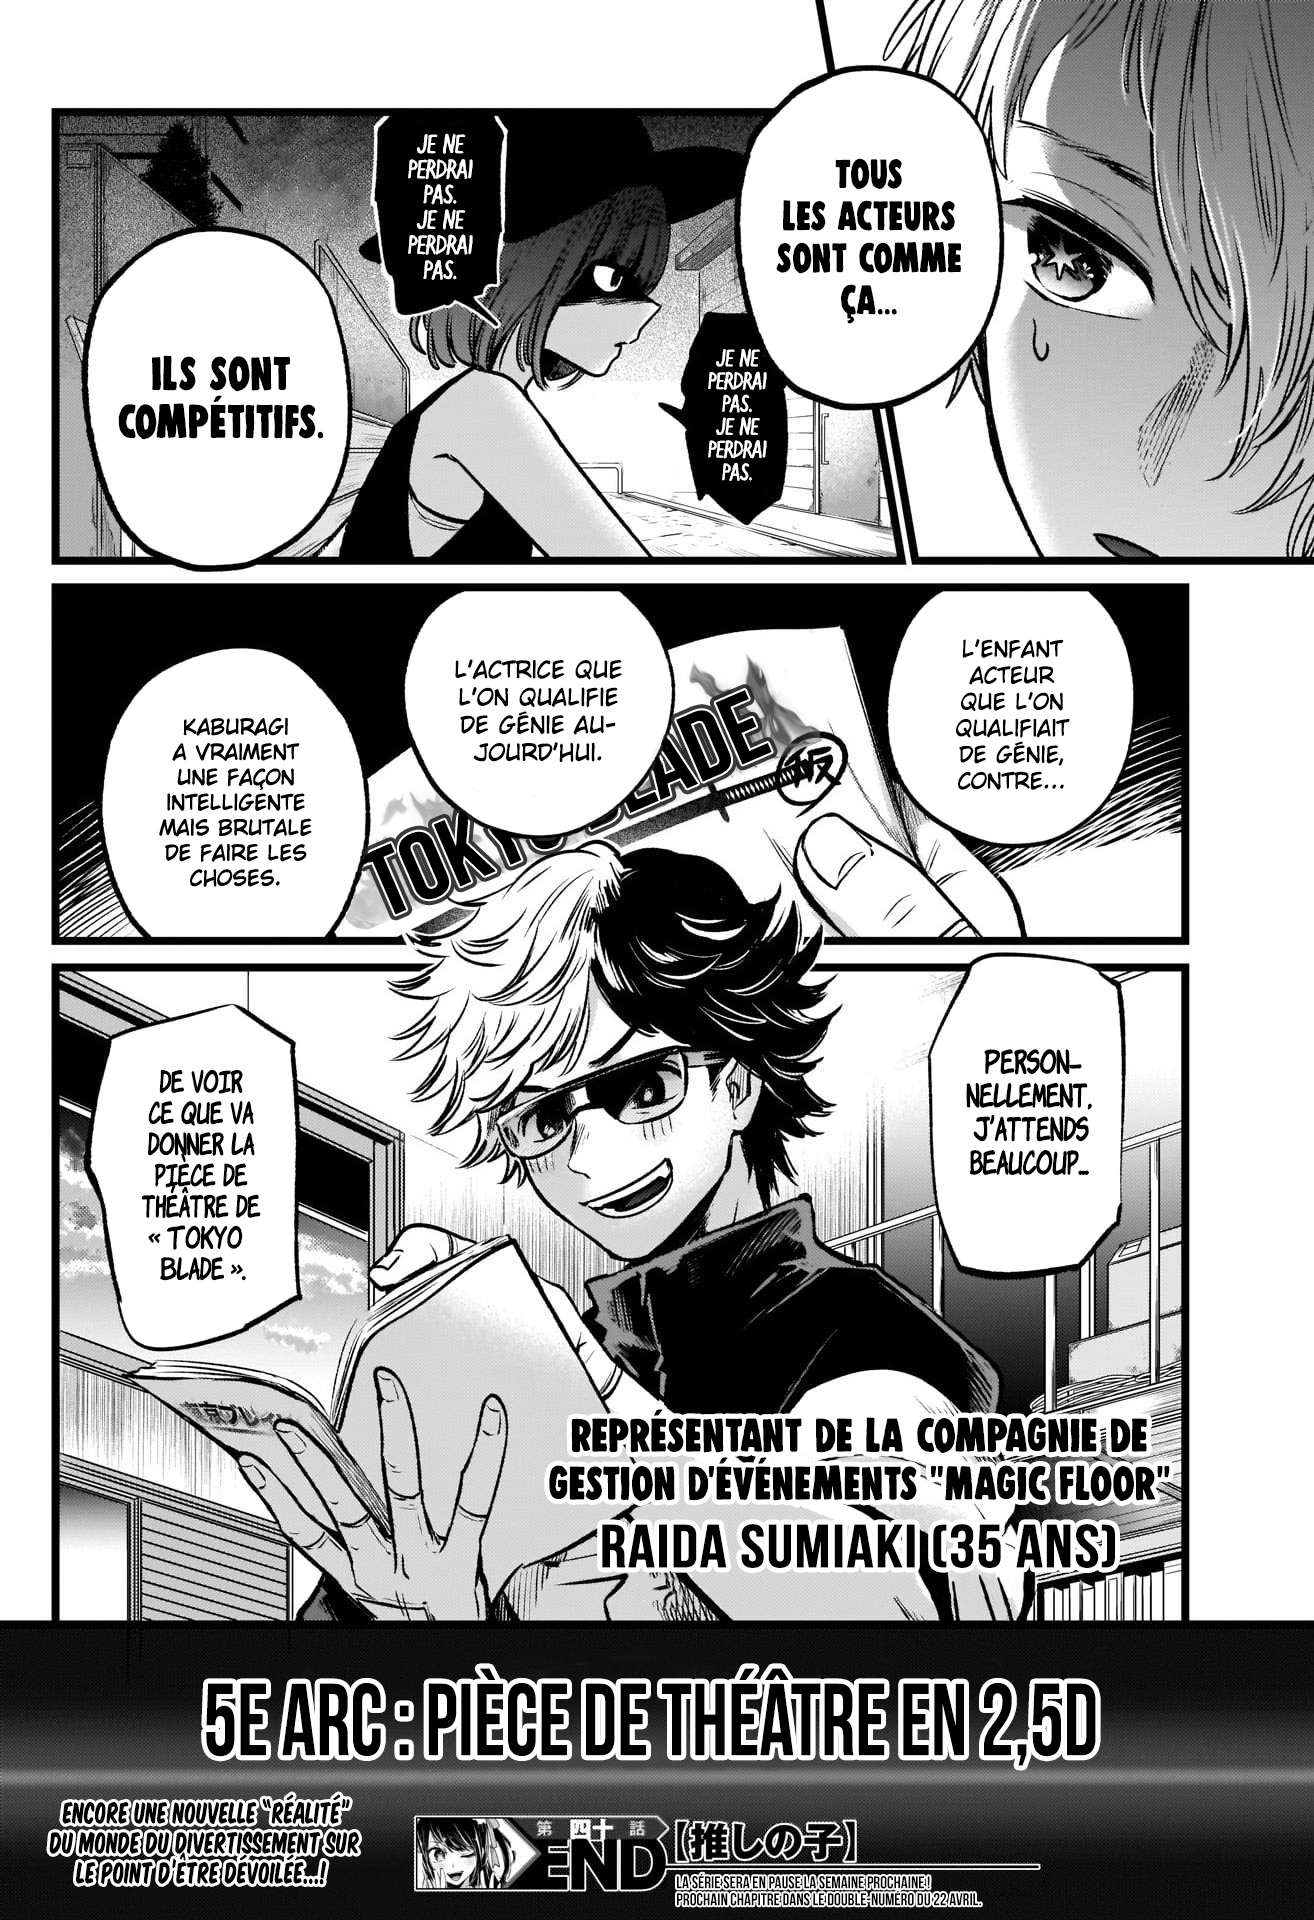 TOUS
LES ACTEURS
SONT COMME
ÇA...
JE NE
PERDRAI
PAS.
JE NE
PERDRAI
PAS.
JE NE
PERDRAI
PAS.
JE NE
PERDRAI
PAS.
ILS SONT
COMPÉTITIFS.
L'ENFANT
ACTEUR
QUE L'ON
QUALIFIAIT
DE GÉNIE,
CONTRE...
L'ACTRICE QUE
L'ON QUALIFIE
DE GÉNIE AU-
JOURD'HUI.
KABURAGI
A VRAIMENT
UNE FAÇON
INTELLIGENTE
MAIS BRUTALE
DE FAIRE LES
CHOSES.
TOKYO BLADE
仮
PERSON-
NELLEMENT,
J'ATTENDS
BEAUCOUP...
DE VOIR
CE QUE VA
DONNER LA
PIÈCE DE
THÉÂTRE DE
« TOKYO
BLADE ».
REPRÉSENTANT DE LA COMPAGNIE DE
GESTION D'ÉVÉNEMENTS "MAGIC FLOOR"
RAIDA SUMIAKI (35 ANS)
5E ARC : PIÈCE DE THÉÂTRE EN 2,5D
ENCORE UNE NOUVELLE "RÉALITÉ"
DU MONDE DU DIVERTISSEMENT SUR
LE POINT D'ÊTRE DÉVOILÉE...!
第四十話
END
【推しの子】
LA SÉRIE SERA EN PAUSE LA SEMAINE PROCHAINE !
PROCHAIN CHAPITRE DANS LE DOUBLE-NUMÉRO DU 22 AVRIL.